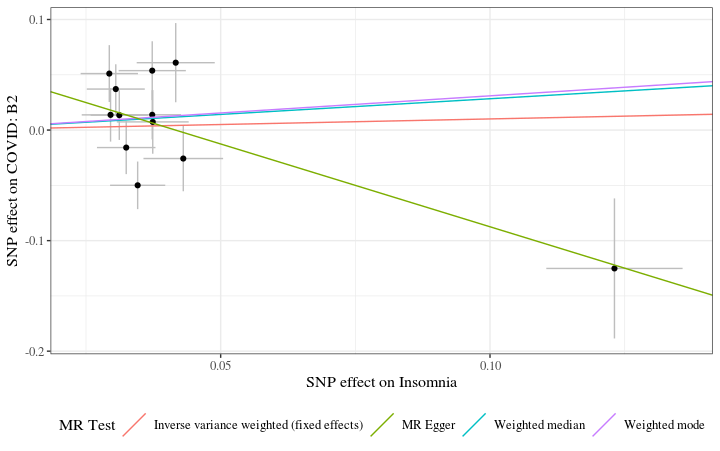 SNP effect on COVID: B2
0.1
0.0
-0.1
-0.2
0.05
0.10
SNP effect on Insomnia
MR Test
Inverse variance weighted (fixed effects)
MR Egger
Weighted median
Weighted mode